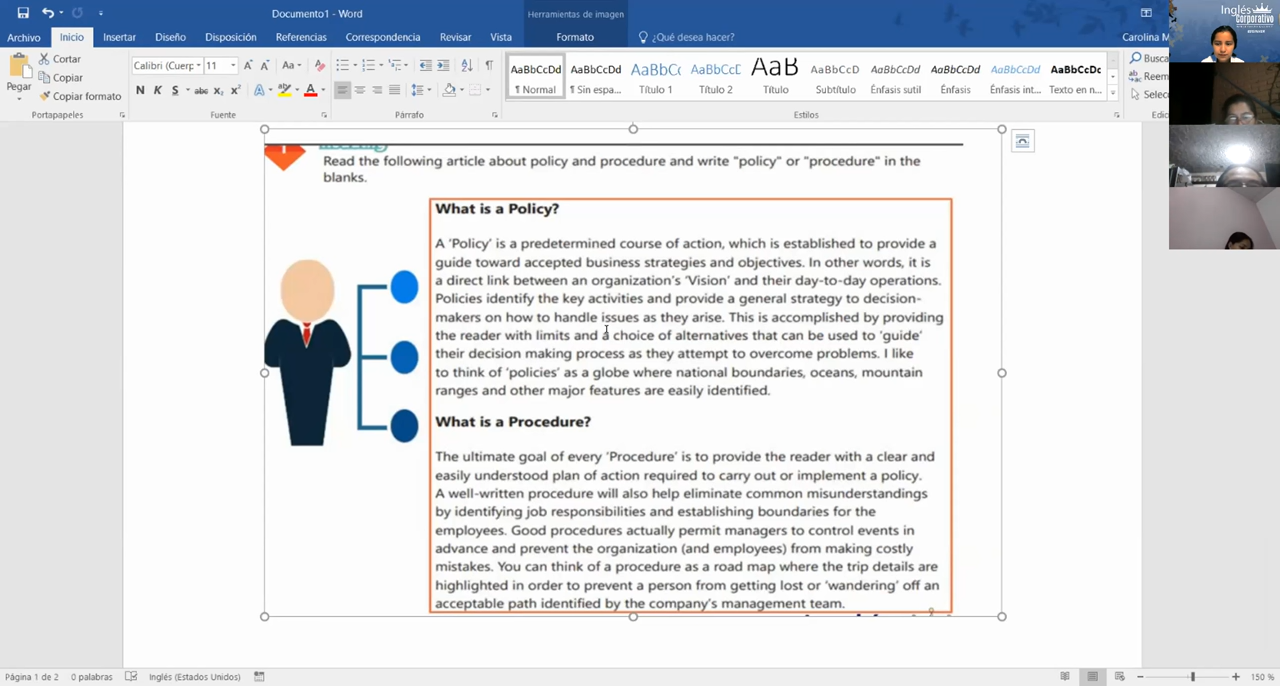 Documento1 - Word
Herramientas de imagen
Inglés
Corporativo
Archivo
Inicio
Insertar
Diseño
Disposición
Referencias
Correspondencia
Revisar
Vista
Formato
¿Qué desea hacer?
Carolina M
Pegar
Cortar
Copiar
Copiar formato
Calibri (Cuerp
11
N K S abc x₂ x²
AaBbCcDd
AaBbCcDd
AaBbCc
AaBbCcD
AaB
AaBbCcD
AaBbCcDd
AaBbCcDd
AaBbCcDd
AaBbCcDc
¶ Normal
¶ Sin espa...
Título 1
Título 2
Título
Subtítulo
Énfasis sutil
Énfasis
Énfasis int...
Texto en n...
Busc
Reem
Selec
Portapapeles
Fuente
Párrafo
Estilos
Edic
Read the following article about policy and procedure and write "policy" or "procedure" in the
blanks.
What is a Policy?
A 'Policy' is a predetermined course of action, which is established to provide a
guide toward accepted business strategies and objectives. In other words, it is
a direct link between an organization's 'Vision' and their day-to-day operations.
Policies identify the key activities and provide a general strategy to decision-
makers on how to handle issues as they arise. This is accomplished by providing
the reader with limits and a choice of alternatives that can be used to 'guide'
their decision making process as they attempt to overcome problems. I like
to think of 'policies' as a globe where national boundaries, oceans, mountain
ranges and other major features are easily identified.
What is a Procedure?
The ultimate goal of every 'Procedure' is to provide the reader with a clear and
easily understood plan of action required to carry out or implement a policy.
A well-written procedure will also help eliminate common misunderstandings
by identifying job responsibilities and establishing boundaries for the
employees. Good procedures actually permit managers to control events in
advance and prevent the organization (and employees) from making costly
mistakes. You can think of a procedure as a road map where the trip details are
highlighted in order to prevent a person from getting lost or 'wandering' off an
acceptable path identified by the company's management team.
Página 1 de 2
0 palabras
Inglés (Estados Unidos)
150 %